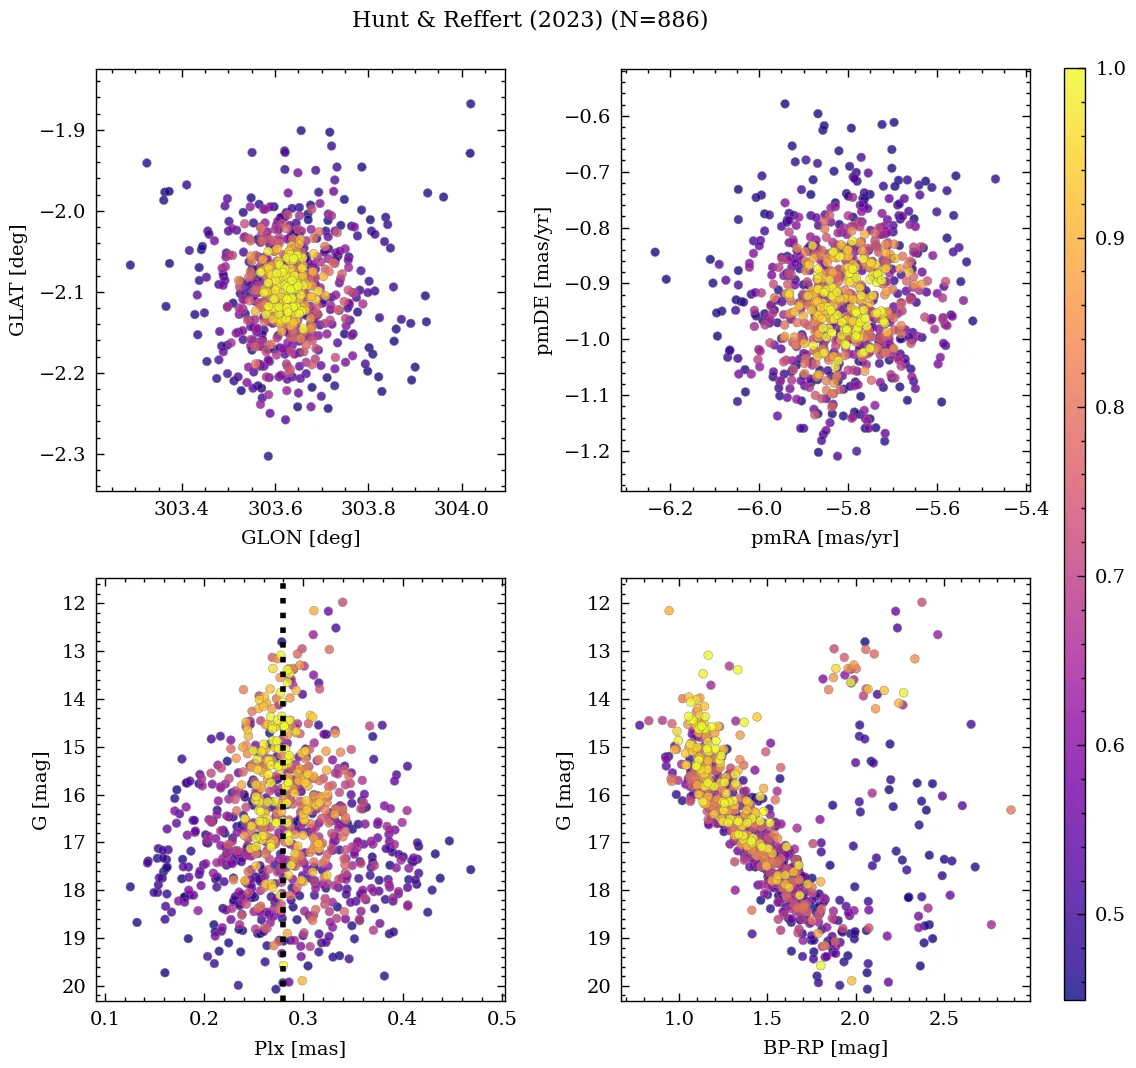 Hunt & Reffert (2023) (N=886)
−1.9
−2.0
−2.1
−2.2
−2.3
GLAT [deg]
303.4 303.6 303.8 304.0
GLON [deg]
−0.6
−0.7
−0.8
−0.9
−1.0
−1.1
−1.2
pmDE [mas/yr]
−6.2 −6.0 −5.8 −5.6 −5.4
pmRA [mas/yr]
12
13
14
15
16
17
18
19
20
G [mag]
0.1 0.2 0.3 0.4 0.5
Plx [mas]
12
13
14
15
16
17
18
19
20
G [mag]
1.0 1.5 2.0 2.5
BP-RP [mag]
1.0
0.9
0.8
0.7
0.6
0.5